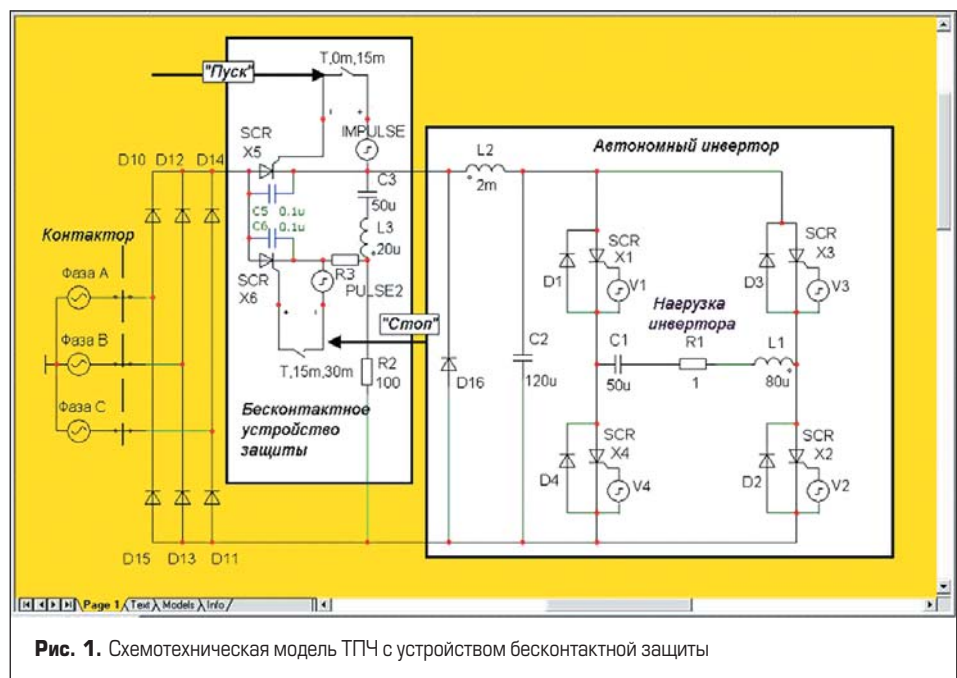 "Пуск"
T,0m,15m
SCR
X5
IMPULSE
Автономный инвертор
D10 D12 D14
L2
2m
C3
50u
C5 0.1u
C6 0.1u
L3
20u
Контактор
SCR
X1
SCR
X3
D1
V1
D3
V3
Фаза A
SCR
X6
R3
PULSE2
Нагрузка
инвертора
"Стоп"
C2
120u
C1
50u
R1
1
L1
80u
Фаза B
T,15m,30m
R2
100
D16
Фаза C
Бесконтактное
устройство
защиты
SCR
X4
SCR
X2
D4
V4
D2
V2
D15 D13 D11
Page 1 Text Models Info
Рис. 1. Схемотехническая модель ТПЧ с устройством бесконтактной защиты